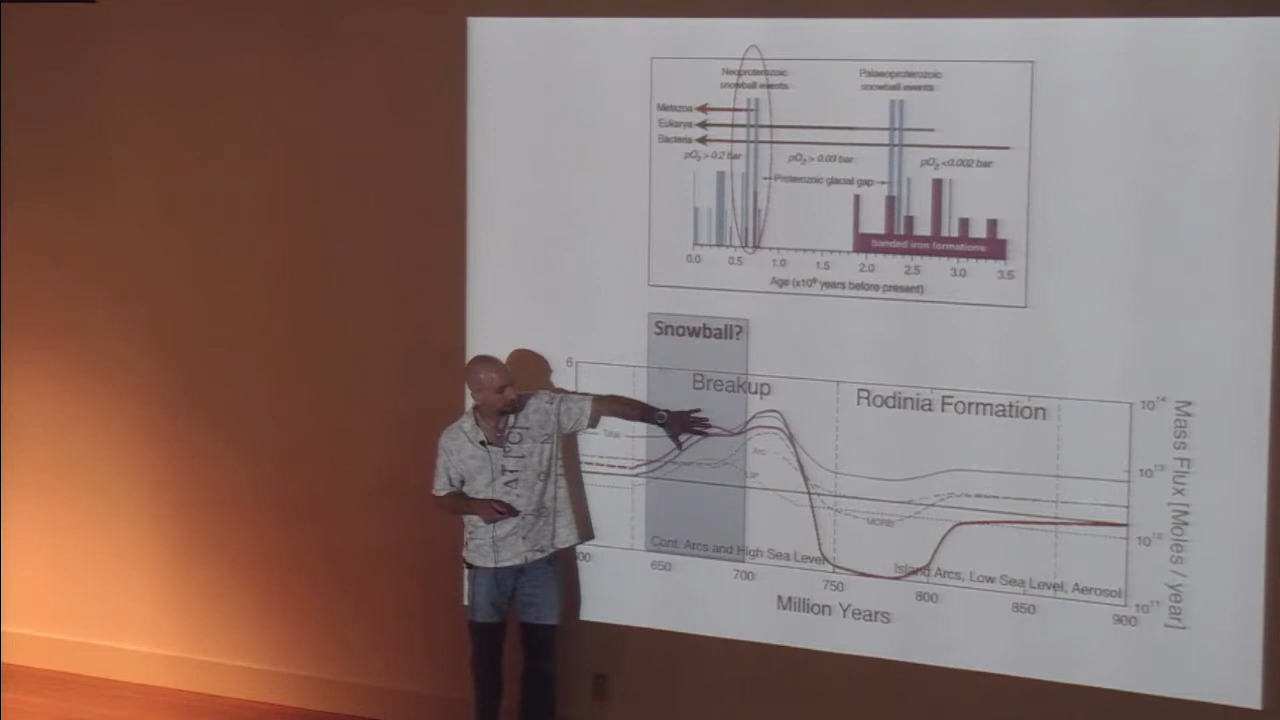 Neoproterozoic
snowball events
Palaeoproterozoic
snowball events
Metazoa
Eukarya
Bacteria
pO₂ > 0.2 bar
pO₂ > 0.03 bar
pO₂ <0.002 bar
Proterozoic glacial gap
banded iron formations
0.0 0.5 1.0 1.5 2.0 2.5 3.0 3.5
Age (x10⁹ years before present)
Snowball?
Breakup
Rodinia Formation
6
2
0
ΔT [°C]
Total
Arc
LIP
MORB
10¹⁴
10¹³
10¹²
10¹¹
Mass Flux [Moles / year]
Cont. Arcs and High Sea Level
Island Arcs, Low Sea Level, Aerosol
650 700 750 800 850 900
Million Years